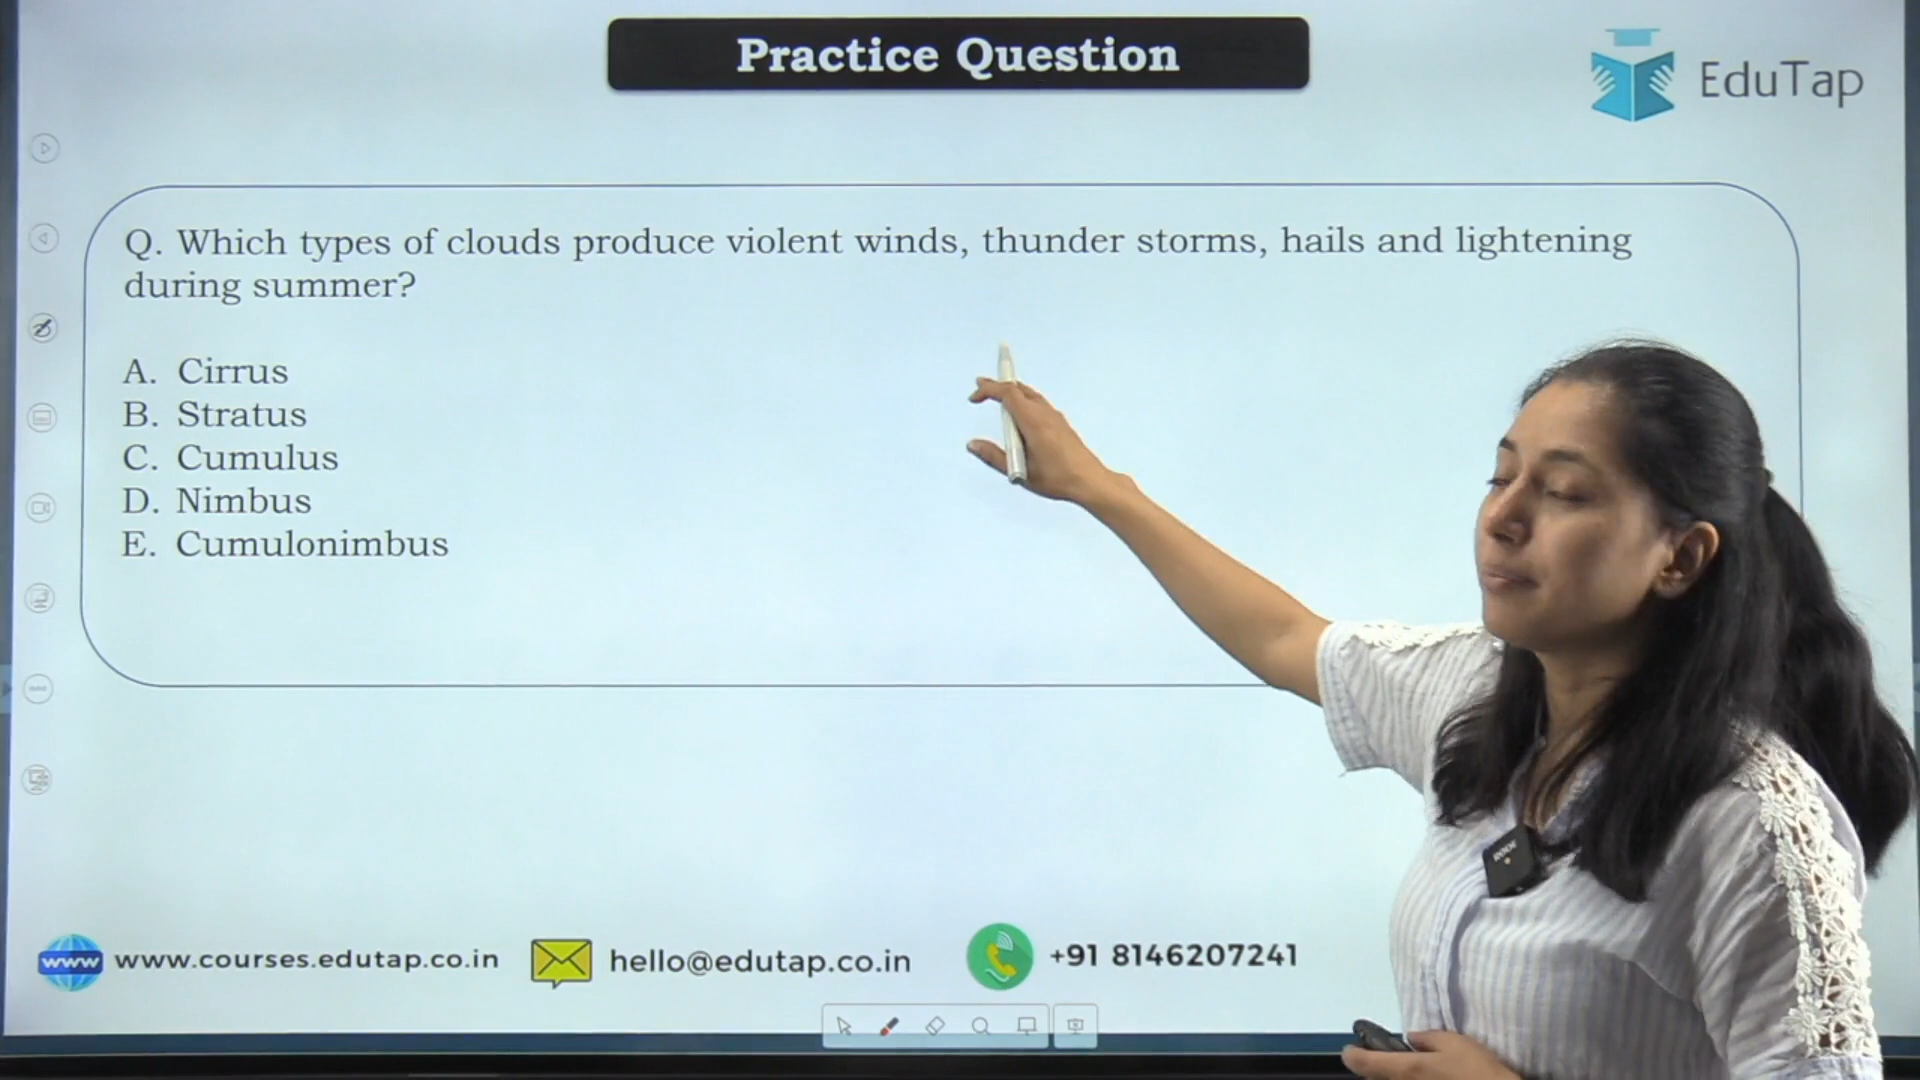 Practice Question
EduTap
Q. Which types of clouds produce violent winds, thunder storms, hails and lightening
during summer?
A. Cirrus
B. Stratus
C. Cumulus
D. Nimbus
E. Cumulonimbus
www www.courses.edutap.co.in hello@edutap.co.in +91 8146207241
RODE